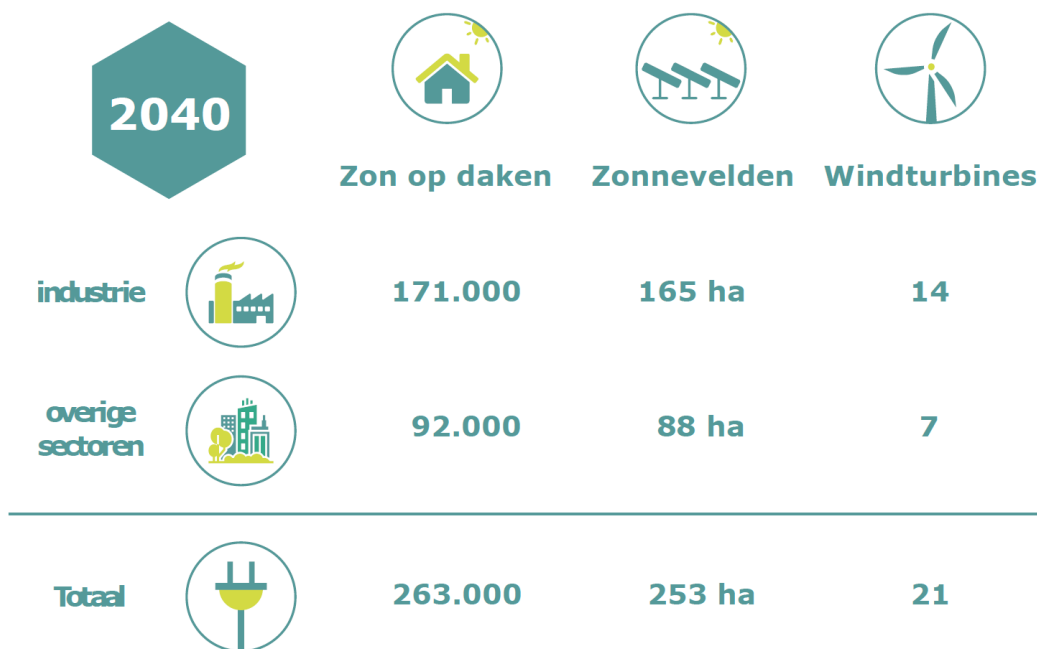 2040
Zon op daken Zonnevelden Windturbines
industrie 171.000 165 ha 14
overige
sectoren 92.000 88 ha 7
Totaal 263.000 253 ha 21